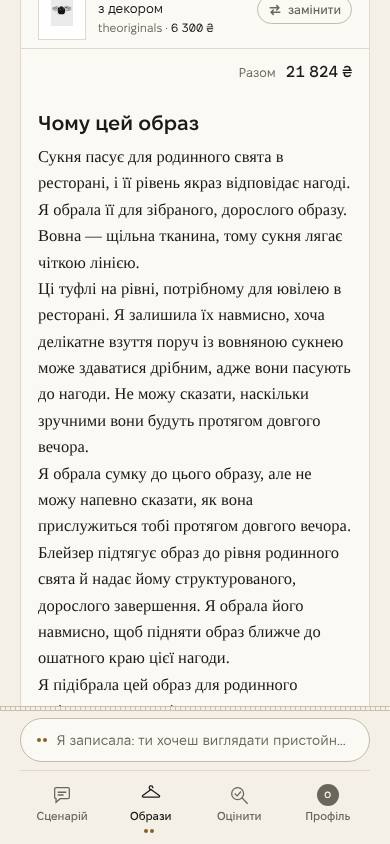 з декором
theoriginals · 6 300 ₴
замінити
Разом 21 824 ₴
Чому цей образ
Сукня пасує для родинного свята в
ресторані, і її рівень якраз відповідає нагоді.
Я обрала її для зібраного, дорослого образу.
Вовна — щільна тканина, тому сукня лягає
чіткою лінією.
Ці туфлі на рівні, потрібному для ювілею в
ресторані. Я залишила їх навмисно, хоча
делікатне взуття поруч із вовняною сукнею
може здаватися дрібним, адже вони пасують
до нагоди. Не можу сказати, наскільки
зручними вони будуть протягом довгого
вечора.
Я обрала сумку до цього образу, але не
можу напевно сказати, як вона
прислужиться тобі протягом довгого вечора.
Блейзер підтягує образ до рівня родинного
свята й надає йому структурованого,
дорослого завершення. Я обрала його
навмисно, щоб підняти образ ближче до
ошатного краю цієї нагоди.
Я підібрала цей образ для родинного
Я записала: ти хочеш виглядати пристойн...
Сценарій
Образи
Оцінити
О
Профіль